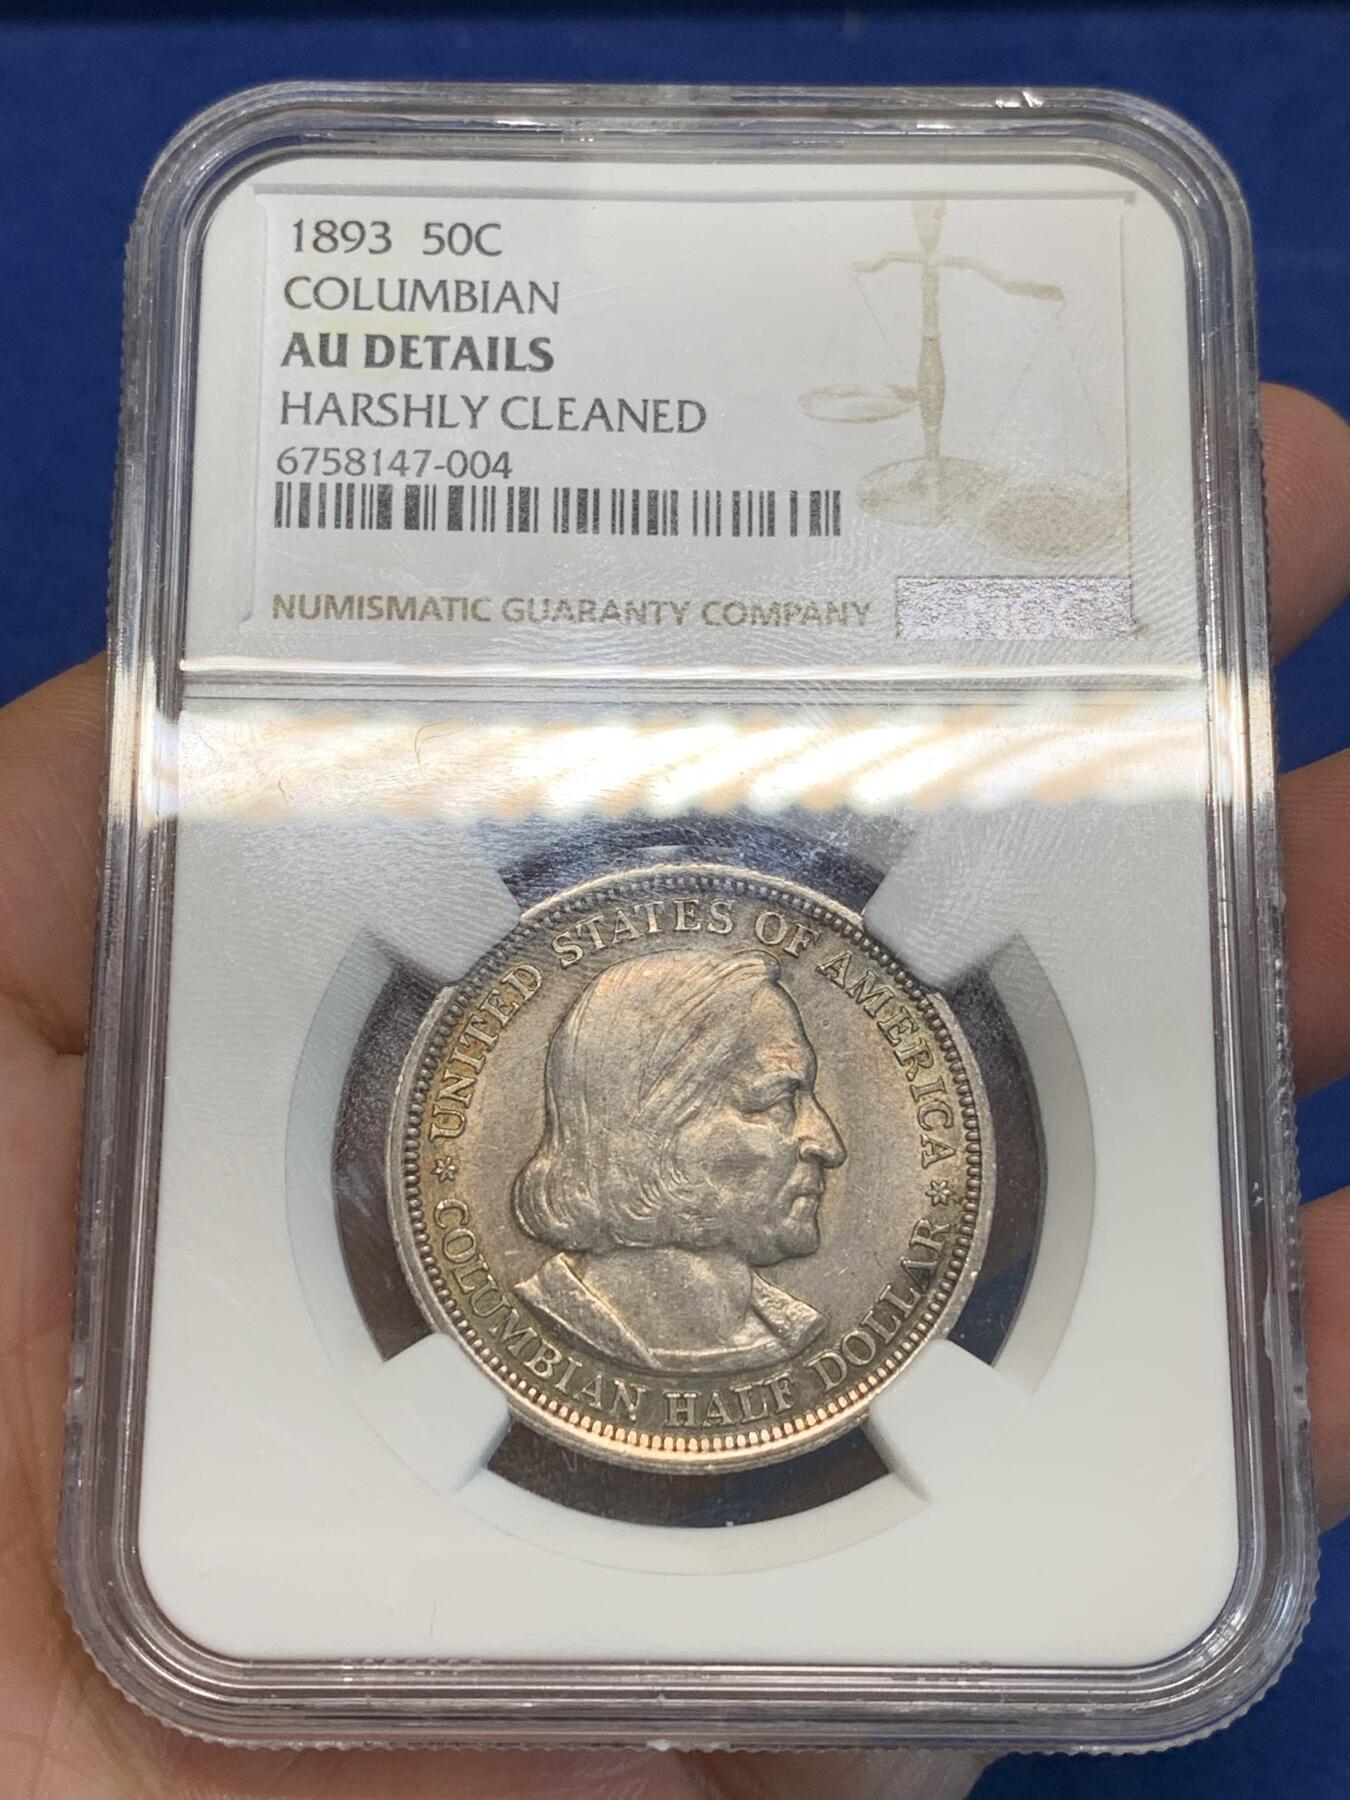 1893 50C
COLUMBIAN
AU DETAILS
HARSHLY CLEANED
6758147-004
NUMISMATIC GUARANTY COMPANY
UNITED STATES OF AMERICA
COLUMBIAN HALF DOLLAR